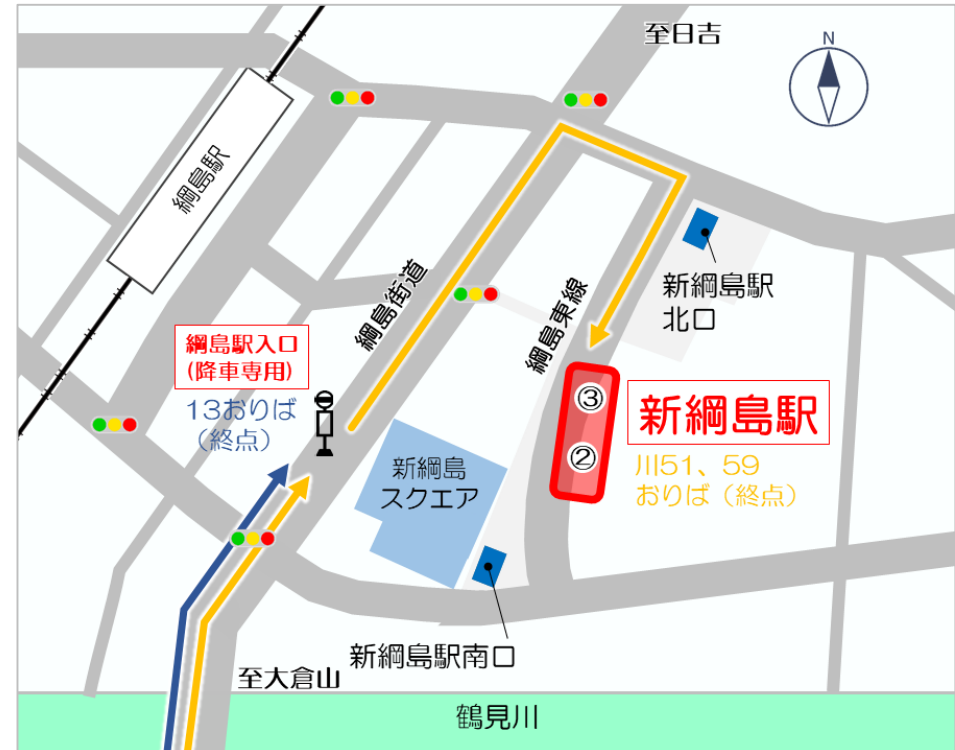 至日吉
N
綱島駅
綱島街道
綱島東線
新綱島駅
北口
綱島駅入口
(降車専用)
13おりば
(終点)
③
②
新綱島駅
川51、59
おりば(終点)
新綱島
スクエア
新綱島駅南口
至大倉山
鶴見川